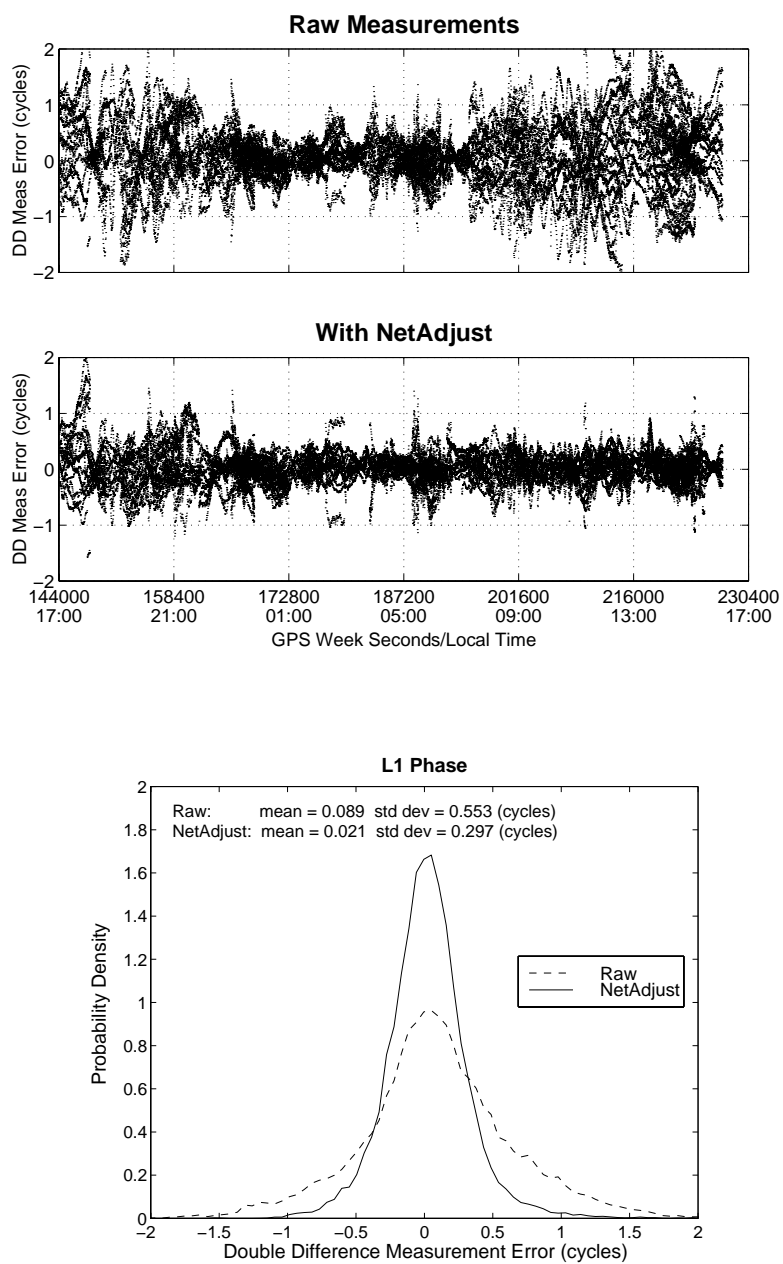 Raw Measurements
DD Meas Error (cycles)
2
1
0
−1
−2
With NetAdjust
DD Meas Error (cycles)
2
1
0
−1
−2
144000 158400 172800 187200 201600 216000 230400
17:00 21:00 01:00 05:00 09:00 13:00 17:00
GPS Week Seconds/Local Time
L1 Phase
Raw: mean = 0.089 std dev = 0.553 (cycles)
NetAdjust: mean = 0.021 std dev = 0.297 (cycles)
Probability Density
2
1.8
1.6
1.4
1.2
1
0.8
0.6
0.4
0.2
0
Raw
NetAdjust
−2 −1.5 −1 −0.5 0 0.5 1 1.5 2
Double Difference Measurement Error (cycles)